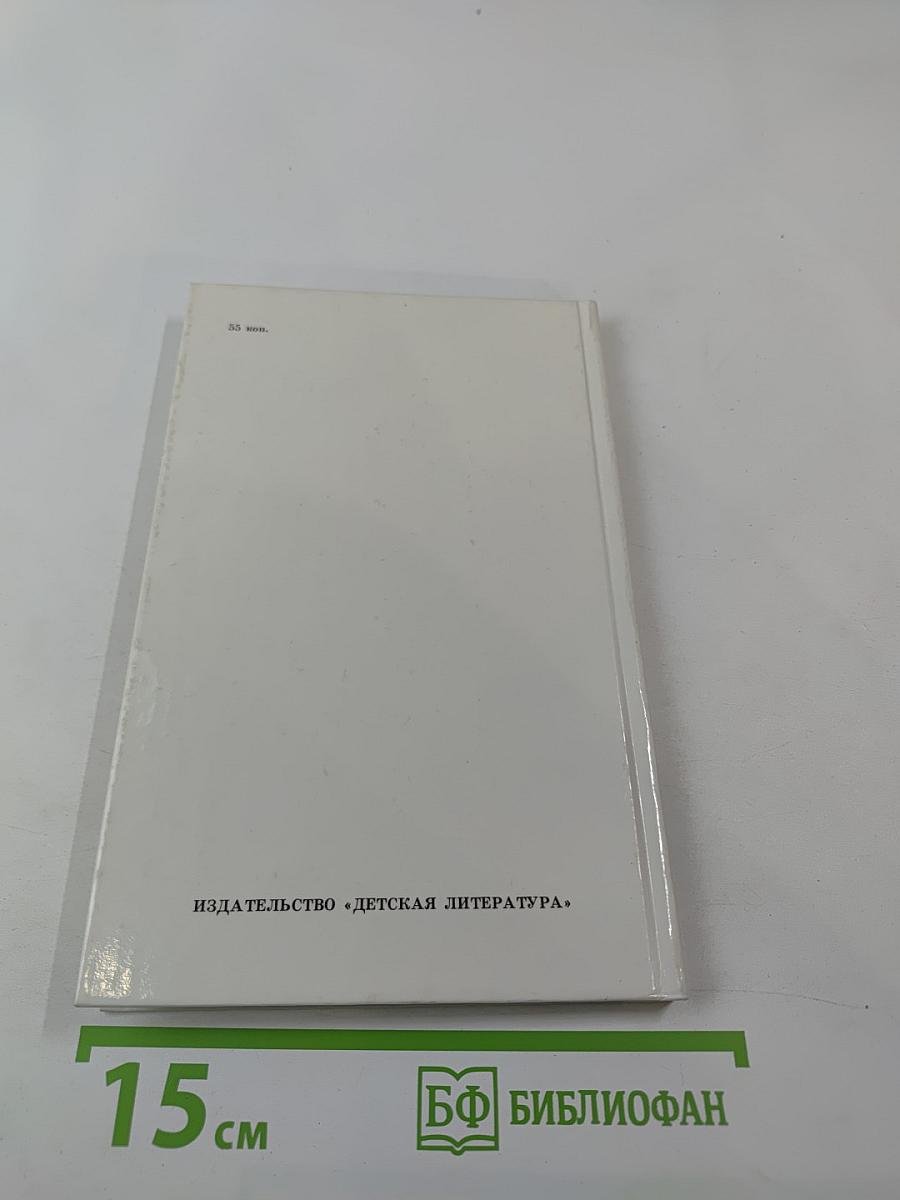 55 коп.
ИЗДАТЕЛЬСТВО «ДЕТСКАЯ ЛИТЕРАТУРА»
15 см
БФ БИБЛИОФАН